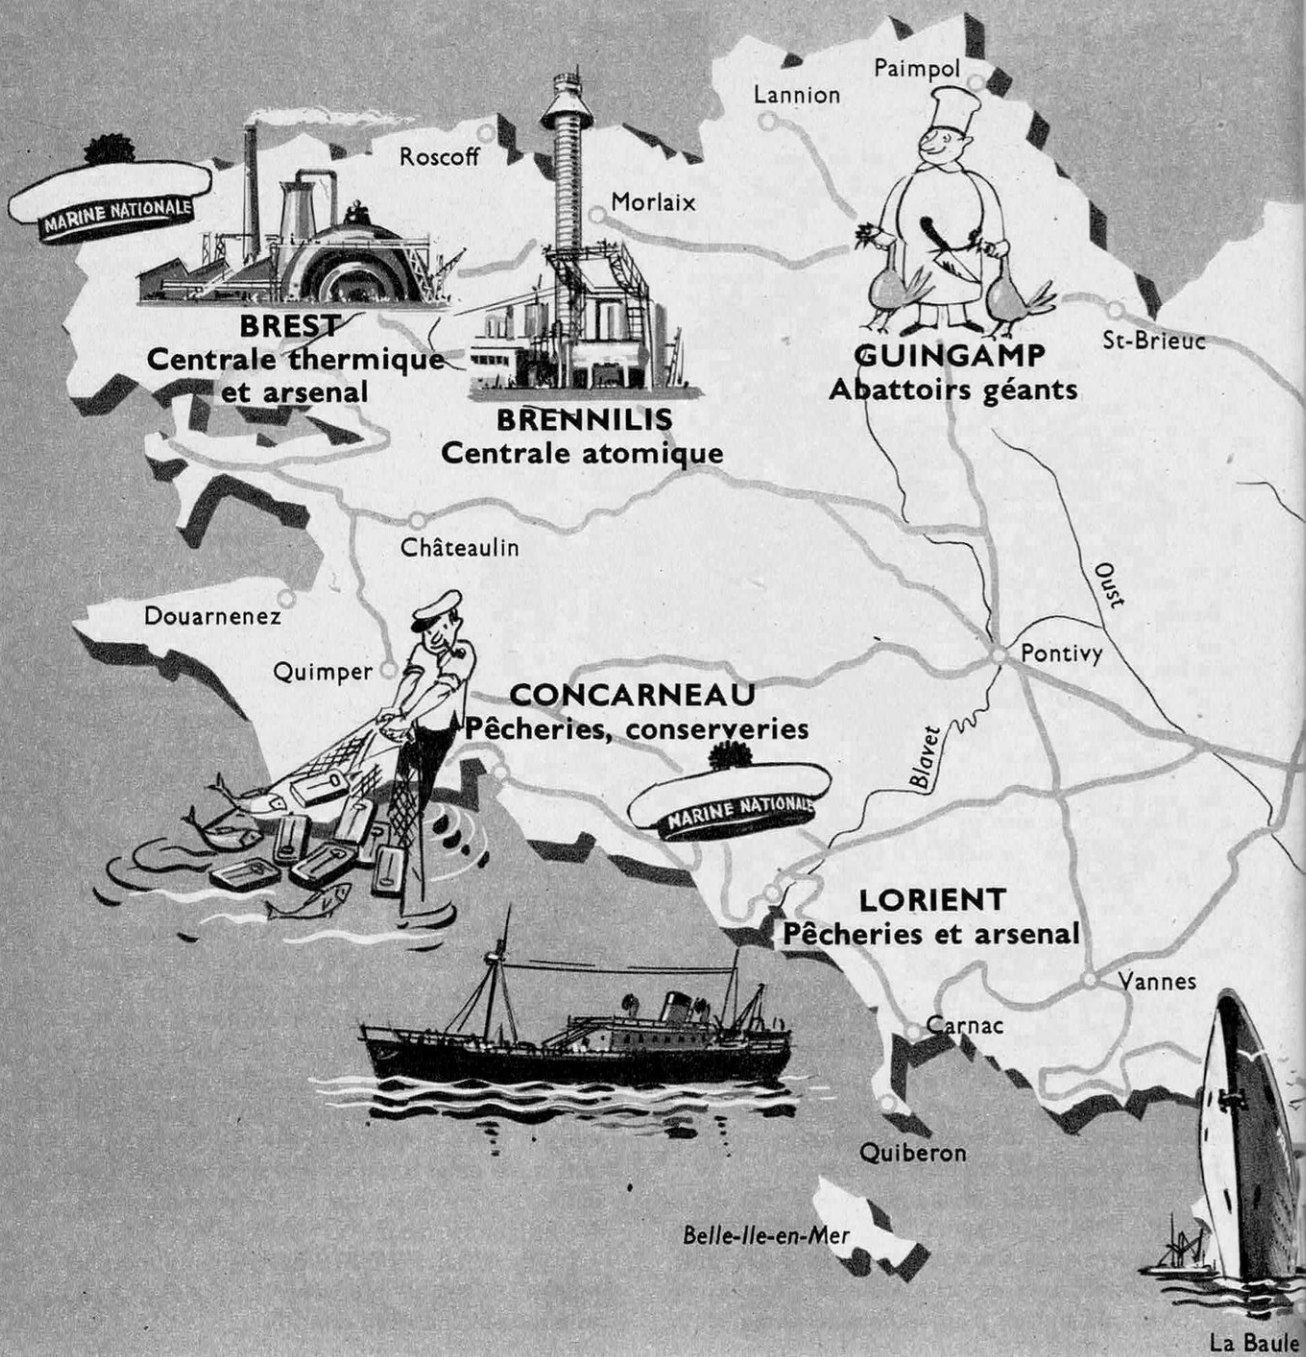 Paimpol
Lannion
Roscoff
Morlaix
MARINE NATIONALE
BREST
Centrale thermique
et arsenal
St-Brieuc
GUINGAMP
Abattoirs géants
BRENNILIS
Centrale atomique
Châteaulin
Oust
Douarnenez
Quimper
Pontivy
CONCARNEAU
Pêcheries, conserveries
Blavet
MARINE NATIONALE
LORIENT
Pêcheries et arsenal
Vannes
Carnac
Quiberon
Belle-Ile-en-Mer
La Baule